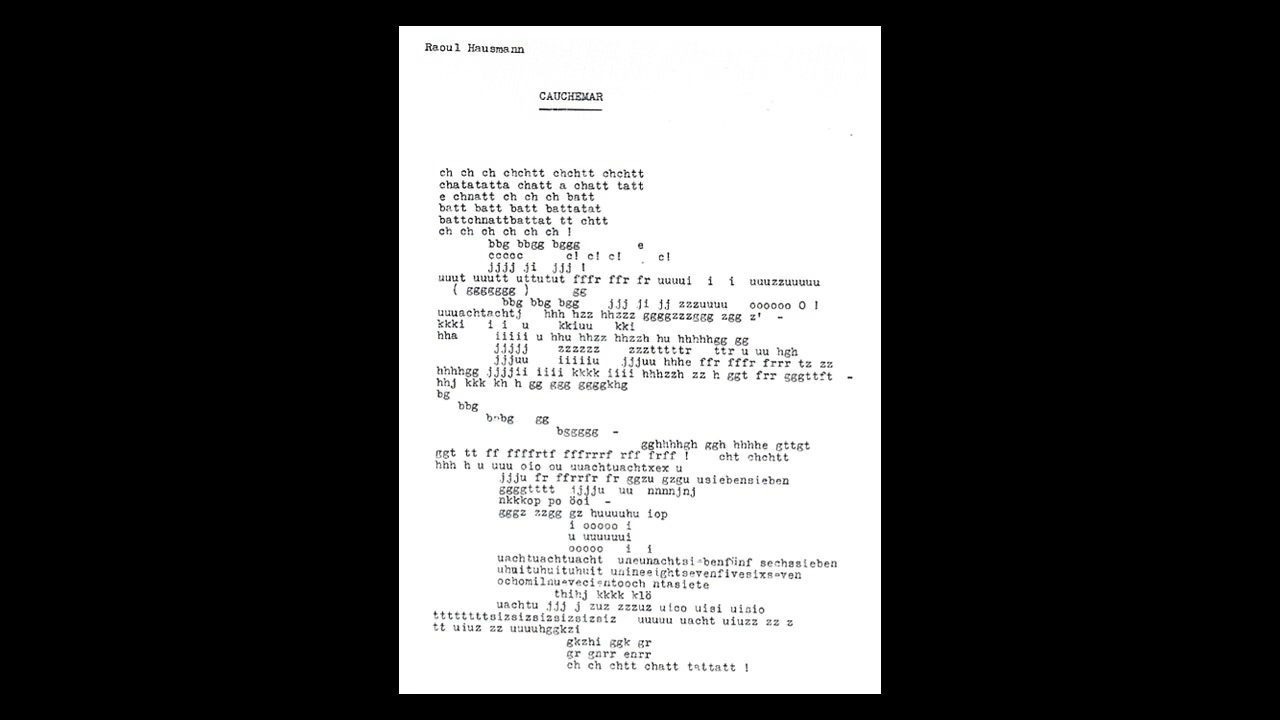 Raoul Hausmann
CAUCHEMAR
ch ch ch chchtt chchtt chchtt
chatatatta chatt a chatt tatt
e chnatt ch ch ch batt
batt batt batt battatat
battchnattbattat tt chtt
ch ch ch ch ch ch !
bbg bbgg bggg e
ccccc c! c! c! c!
jjjj ji jjj !
uuut uuutt uttutut fffr ffr fr uuuui i i uuuzzuuuuu
( ggggggg ) gg
bbg bbg bgg jjj ji jj zzzuuuu oooooo O !
uuuachtachtj hhh hzz hhzzz ggggzzzggg zgg z' -
kkki i i u kkiuu kki
hha iiiii u hhu hhzz hhzzh hu hhhhhgg gg
jjjjj zzzzzz zzztttttr ttr u uu hgh
jjjuu iiiiiu jjjuu hhhe ffr fffr frrr tz zz
hhhhgg jjjjii iiii kkkk iiii hhhzzh zz h ggt frr gggttft -
hhj kkk kh h gg ggg ggggkhg
bg
bbg
gg
bggggg -
gghhhhgh ggh hhhhe gttgt
ggt tt ff ffffrtf fffrrrf rff frff ! cht chchtt
hhh h u uuu oio ou uuachtuachtxex u
jjju fr ffrrfr fr ggzu gzgu usiebensieben
ggggtttt jjjju uu nnnnjnj
nkkkop po öoi -
gggz zzgg gz huuuuhu iop
i ooooo i
u uuuuuui
ooooo i i
uachtuachtuacht uneunachtsiebenfünf sechssieben
uhuituhuituhuit unineeightsevenfivesixseven
ochomilnuevecientooch ntasiete
thihj kkkk klö
uachtu jjj j zuz zzzuz uico uisi uisio
ttttttttsizsizsizsizsizsiz uuuuu uacht uiuzz zz z
tt uiuz zz uuuuhggkzi
gkzhi ggk gr
gr gnrr enrr
ch ch chtt chatt tattatt !